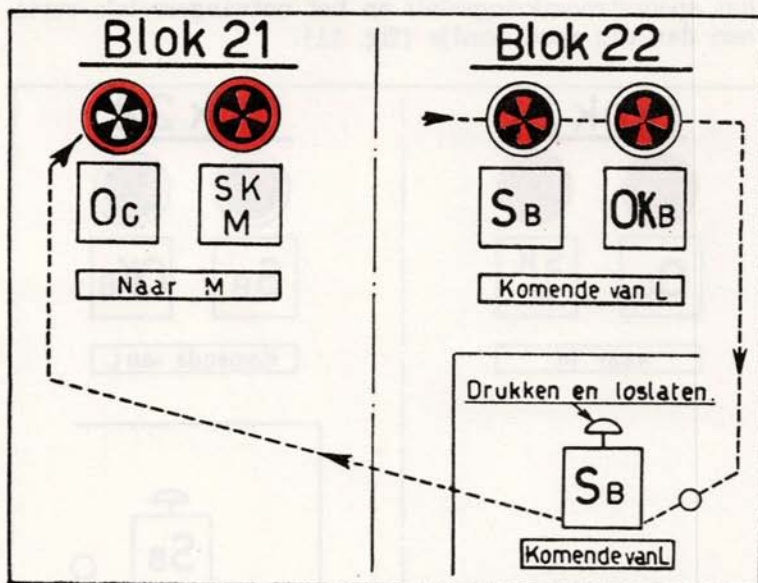 Blok 21
Oc
SK
M
Naar M
Blok 22
SB
OKB
Komende van L
Drukken en loslaten.
SB
Komende van L